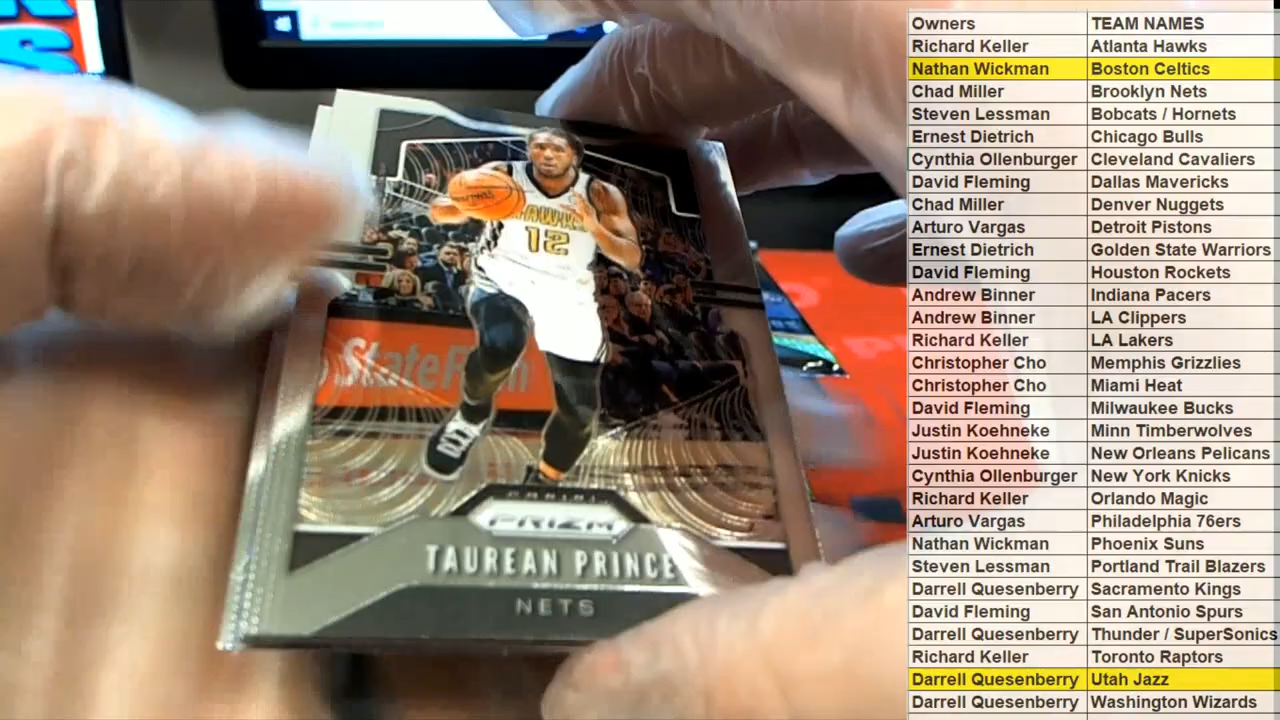 HAWKS
12
StateFarm
PANINI
PRIZM
TAUREAN PRINCE
NETS
Owners TEAM NAMES
Richard Keller Atlanta Hawks
Nathan Wickman Boston Celtics
Chad Miller Brooklyn Nets
Steven Lessman Bobcats / Hornets
Ernest Dietrich Chicago Bulls
Cynthia Ollenburger Cleveland Cavaliers
David Fleming Dallas Mavericks
Chad Miller Denver Nuggets
Arturo Vargas Detroit Pistons
Ernest Dietrich Golden State Warriors
David Fleming Houston Rockets
Andrew Binner Indiana Pacers
Andrew Binner LA Clippers
Richard Keller LA Lakers
Christopher Cho Memphis Grizzlies
Christopher Cho Miami Heat
David Fleming Milwaukee Bucks
Justin Koehneke Minn Timberwolves
Justin Koehneke New Orleans Pelicans
Cynthia Ollenburger New York Knicks
Richard Keller Orlando Magic
Arturo Vargas Philadelphia 76ers
Nathan Wickman Phoenix Suns
Steven Lessman Portland Trail Blazers
Darrell Quesenberry Sacramento Kings
David Fleming San Antonio Spurs
Darrell Quesenberry Thunder / SuperSonics
Richard Keller Toronto Raptors
Darrell Quesenberry Utah Jazz
Darrell Quesenberry Washington Wizards